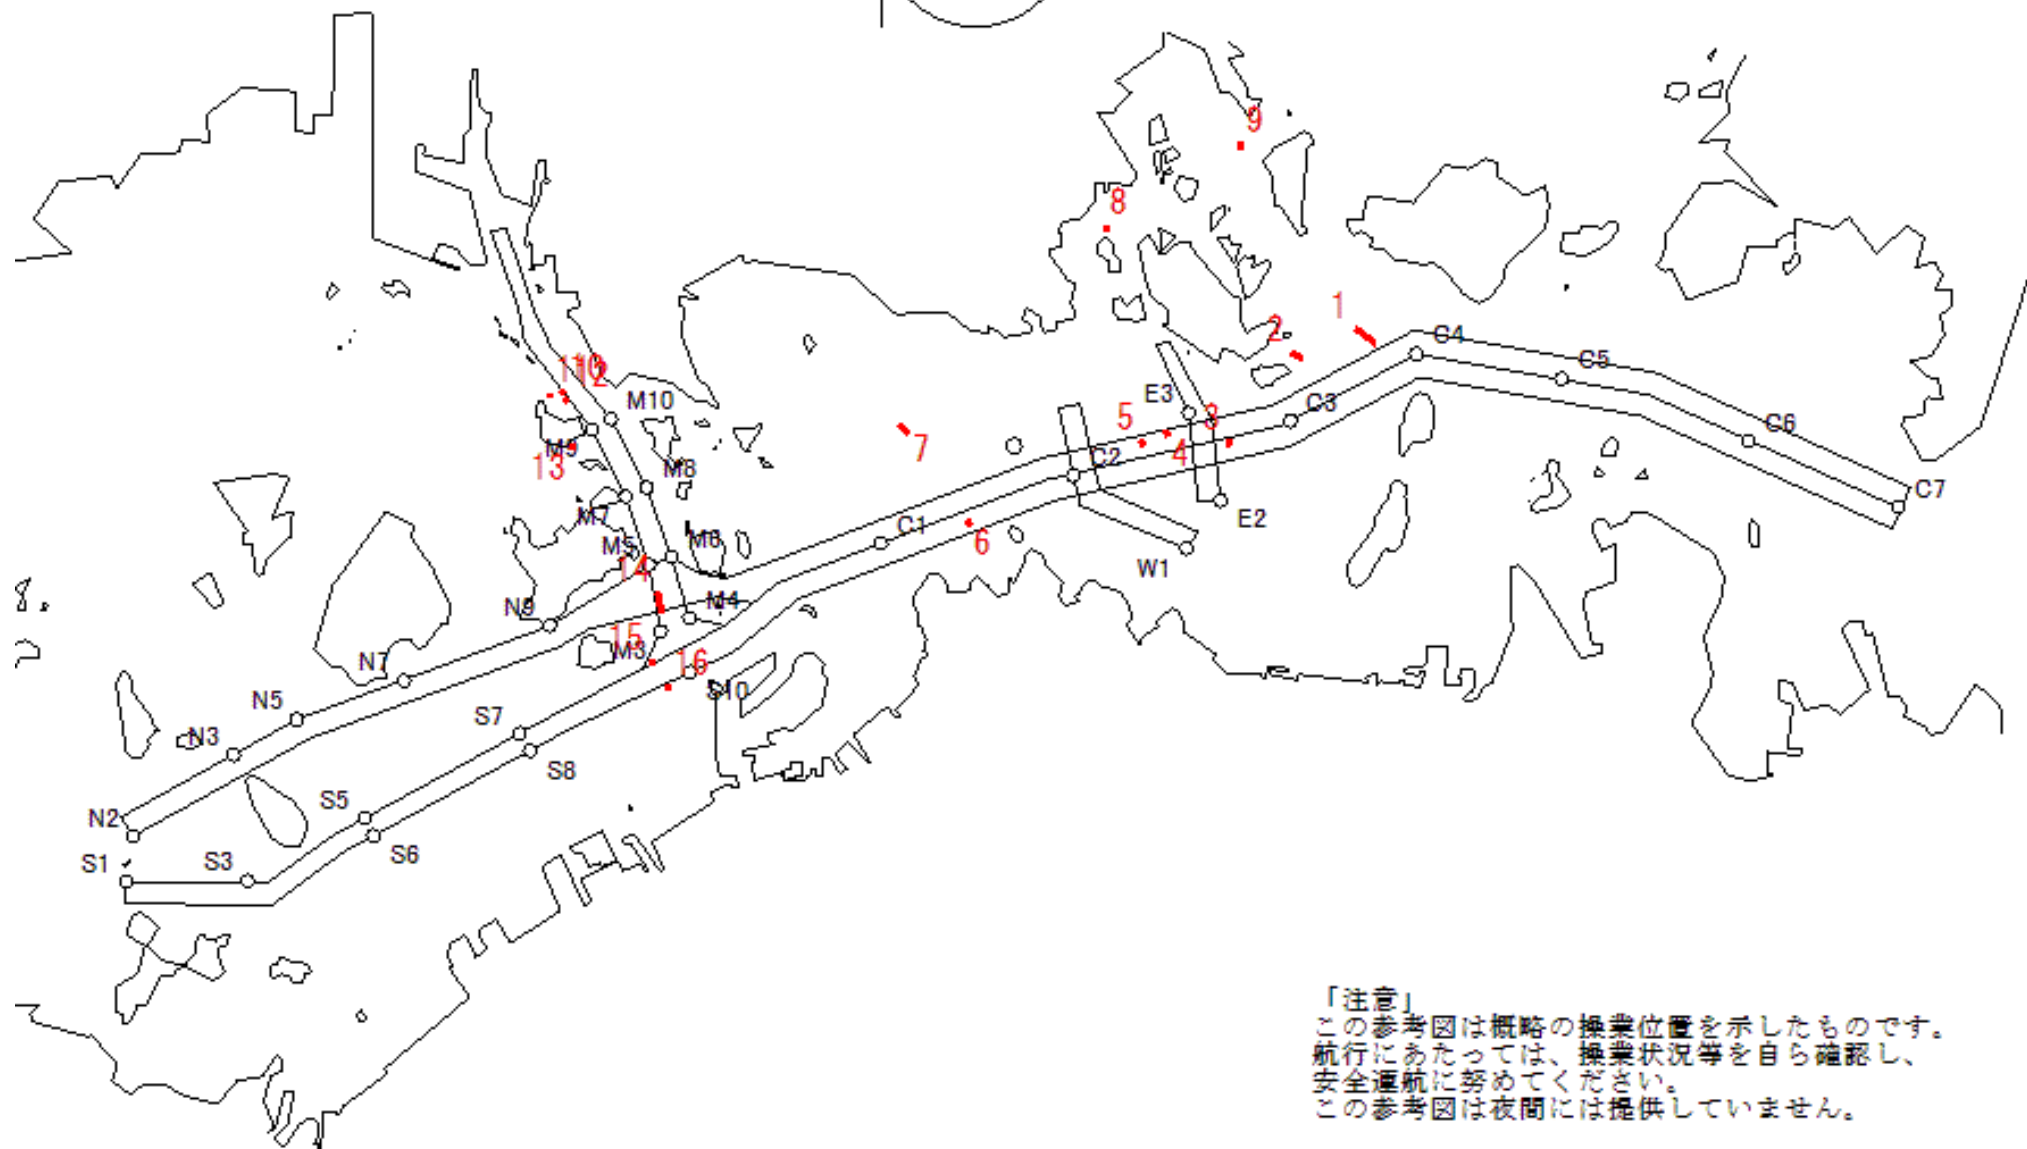 9
8
1
2
C4
C5
11
10
12
M10
E3
5
3
C3
C6
M9
7
4
13
M8
C2
C7
M7
E2
C1
M5
M6
6
14
W1
N9
M4
15
M3
N7
16
S10
N5
S7
N3
S8
S5
N2
S6
S1
S3
「注意」
この参考図は概略の操業位置を示したものです。
航行にあたっては、操業状況等を自ら確認し、
安全運航に努めてください。
この参考図は夜間には提供していません。